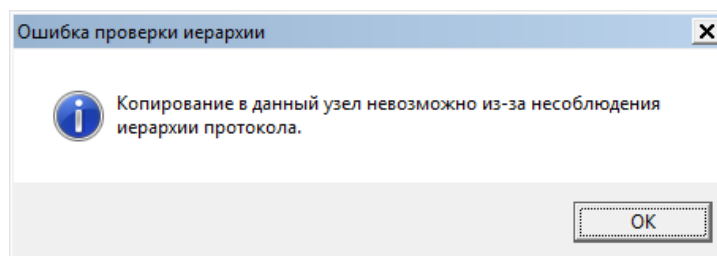 Ошибка проверки иерархии
Копирование в данный узел невозможно из-за несоблюдения
иерархии протокола.
OK